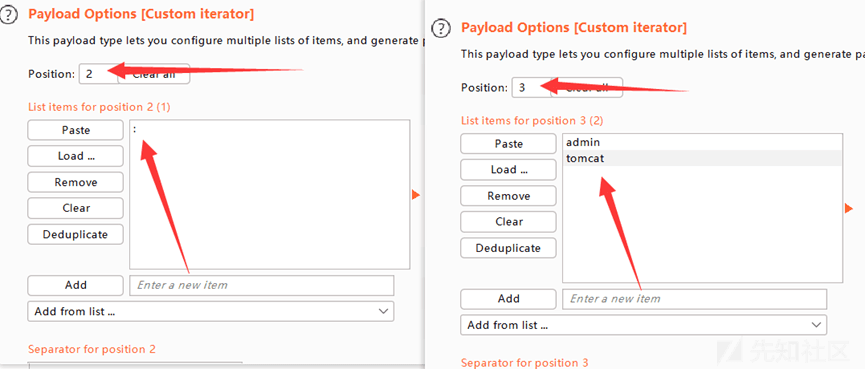 Payload Options [Custom iterator]
This payload type lets you configure multiple lists of items, and generate p
Position: 2 Clear all
List items for position 2 (1)
Paste
:
Load ...
Remove
Clear
Deduplicate
Add Enter a new item
Add from list ...
Separator for position 2
Payload Options [Custom iterator]
This payload type lets you configure multiple lists of items, and generate pa
Position: 3 Clear all
List items for position 3 (2)
Paste
admin
tomcat
Load ...
Remove
Clear
Deduplicate
Add Enter a new item
Add from list ...
Separator for position 3
先知社区